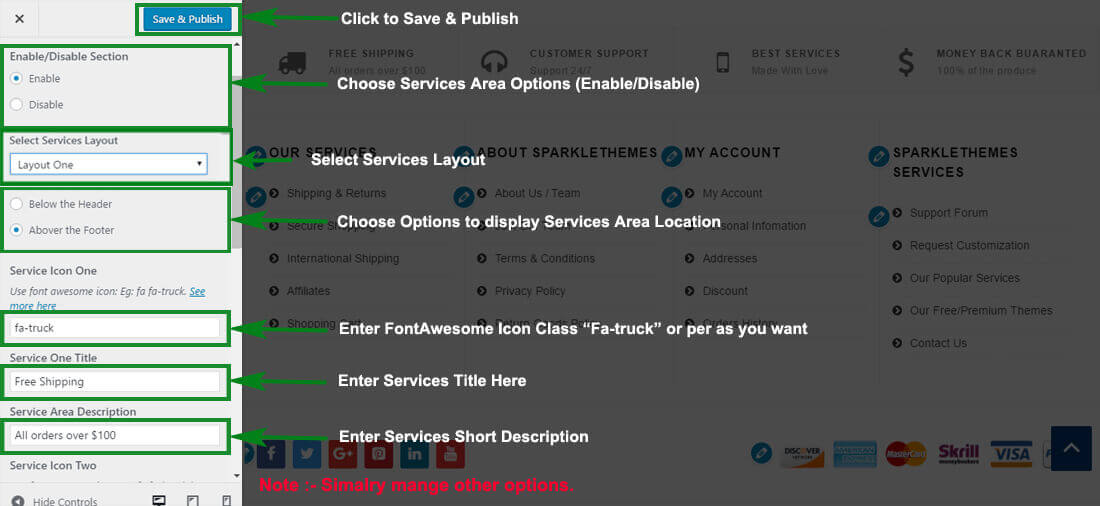 Save & Publish
Click to Save & Publish
Enable/Disable Section
Enable
Disable
Choose Services Area Options (Enable/Disable)
Select Services Layout
Layout One
Select Services Layout
Below the Header
Abover the Footer
Choose Options to display Services Area Location
Service Icon One
Use font awesome icon: Eg: fa fa-truck. See
more here
fa-truck
Enter FontAwesome Icon Class “Fa-truck” or per as you want
Service One Title
Free Shipping
Enter Services Title Here
Service Area Description
All orders over $100
Enter Services Short Description
Service Icon Two
Hide Controls
FREE SHIPPING
All orders over $100
CUSTOMER SUPPORT
Support 24/7
BEST SERVICES
Made With Love
MONEY BACK BUARANTED
100% of the produce
OUR SERVICES
Shipping & Returns
Secure Shopping
International Shipping
Affiliates
Shopping Cart
ABOUT SPARKLETHEMES
About Us / Team
Terms & Conditions
Privacy Policy
MY ACCOUNT
My Account
Personal Infomation
Addresses
Discount
Orders History
SPARKLETHEMES
SERVICES
Support Forum
Request Customization
Our Popular Services
Our Free/Premium Themes
Contact Us
DISCOVER
NETWORK
AMERICAN
EXPRESS
MasterCard
Skrill
moneybookers
VISA
Note :- Simalry mange other options.